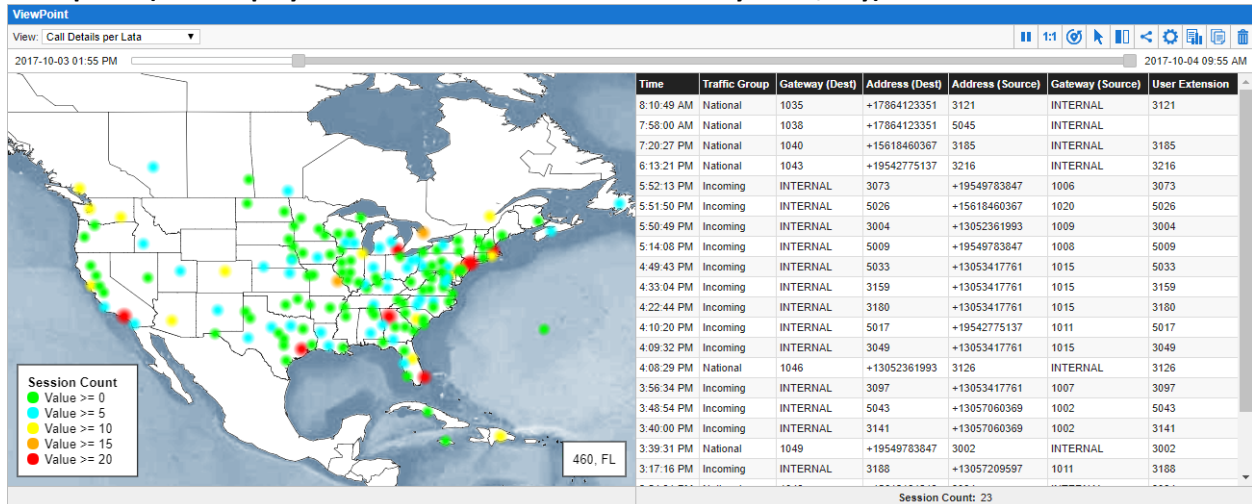 ViewPoint
View: Call Details per Lata
1:1
2017-10-03 01:55 PM 2017-10-04 09:55 AM
Time Traffic Group Gateway (Dest) Address (Dest) Address (Source) Gateway (Source) User Extension
8:10:49 AM National 1035 +17864123351 3121 INTERNAL 3121
7:58:00 AM National 1038 +17864123351 5045 INTERNAL
7:20:27 PM National 1040 +15618460367 3185 INTERNAL 3185
6:13:21 PM National 1043 +19542775137 3216 INTERNAL 3216
5:52:13 PM Incoming INTERNAL 3073 +19549783847 1006 3073
5:51:50 PM Incoming INTERNAL 5026 +15618460367 1020 5026
5:50:49 PM Incoming INTERNAL 3004 +13052361993 1009 3004
5:14:08 PM Incoming INTERNAL 5009 +19549783847 1008 5009
4:49:43 PM Incoming INTERNAL 5033 +13053417761 1015 5033
4:33:04 PM Incoming INTERNAL 3159 +13053417761 1015 3159
4:22:44 PM Incoming INTERNAL 3180 +13053417761 1015 3180
4:10:20 PM Incoming INTERNAL 5017 +19542775137 1011 5017
4:09:32 PM Incoming INTERNAL 3049 +13053417761 1015 3049
4:08:29 PM National 1046 +13052361993 3126 INTERNAL 3126
3:56:34 PM Incoming INTERNAL 3097 +13053417761 1007 3097
3:48:54 PM Incoming INTERNAL 5043 +13057060369 1002 5043
3:40:00 PM Incoming INTERNAL 3141 +13057060369 1002 3141
3:39:31 PM National 1049 +19549783847 3002 INTERNAL 3002
3:17:16 PM Incoming INTERNAL 3188 +13057209597 1011 3188
Session Count
Value >= 0
Value >= 5
Value >= 10
Value >= 15
Value >= 20
460, FL
Session Count: 23